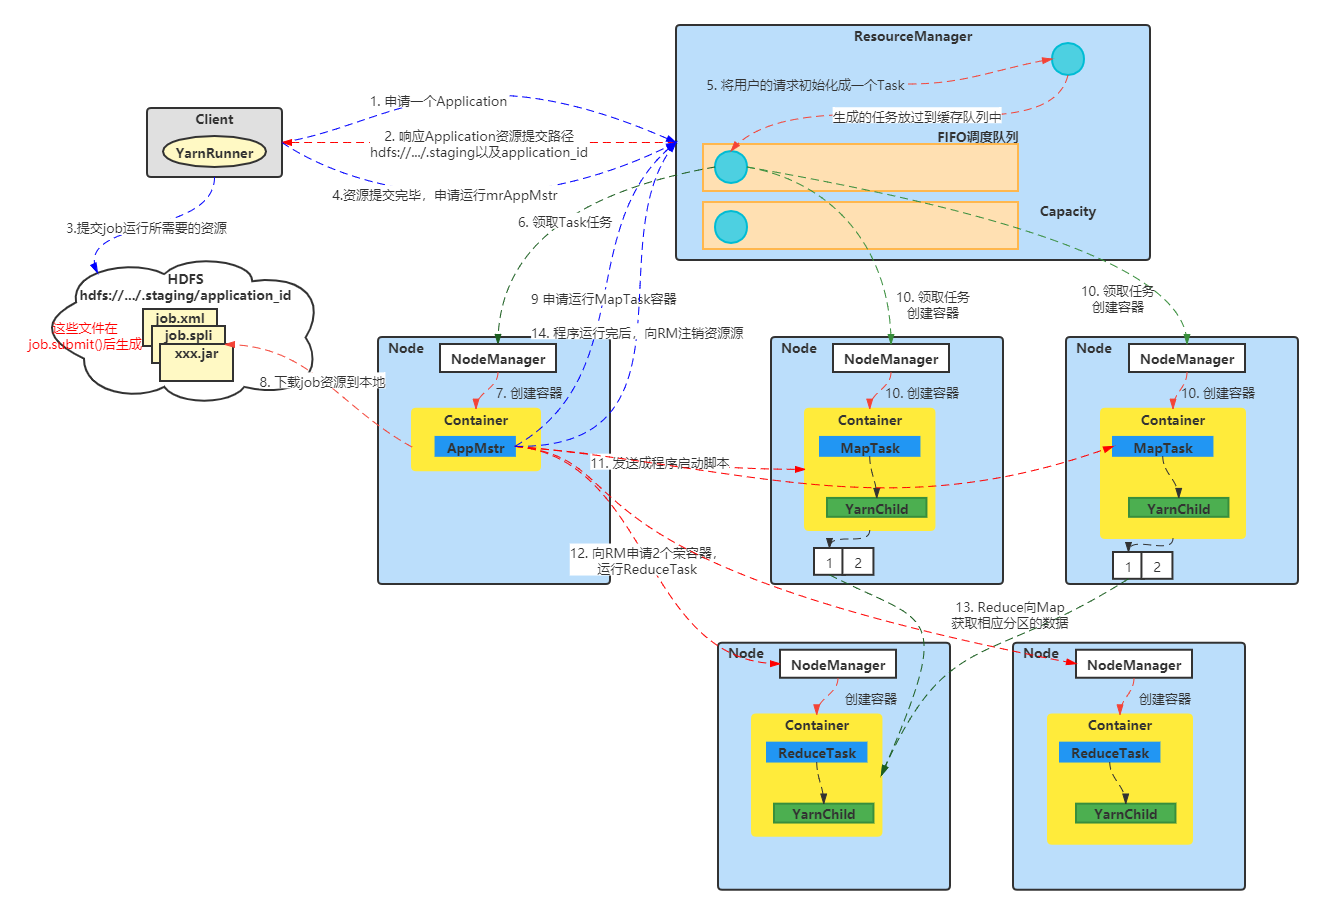 ResourceManager
5. 将用户的请求初始化成一个Task
生成的任务放过到缓存队列中
FIFO调度队列
Capacity
Client
YarnRunner
1. 申请一个Application
2. 响应Application资源提交路径
hdfs://.../.staging以及application_id
4.资源提交完毕，申请运行mrAppMstr
3.提交job运行所需要的资源
6. 领取Task任务
HDFS
hdfs://.../.staging/application_id
job.xml
job.spli
xxx.jar
这些文件在
job.submit()后生成
9 申请运行MapTask容器
14. 程序运行完后，向RM注销资源源
10. 领取任务
创建容器
10. 领取任务
创建容器
8. 下载job资源到本地
Node
NodeManager
7. 创建容器
Container
AppMstr
Node
NodeManager
10. 创建容器
Container
MapTask
YarnChild
1
2
Node
NodeManager
10. 创建容器
Container
MapTask
YarnChild
1
2
11. 发送成程序启动脚本
12. 向RM申请2个荣容器，
运行ReduceTask
13. Reduce向Map
获取相应分区的数据
Node
NodeManager
创建容器
Container
ReduceTask
YarnChild
Node
NodeManager
创建容器
Container
ReduceTask
YarnChild